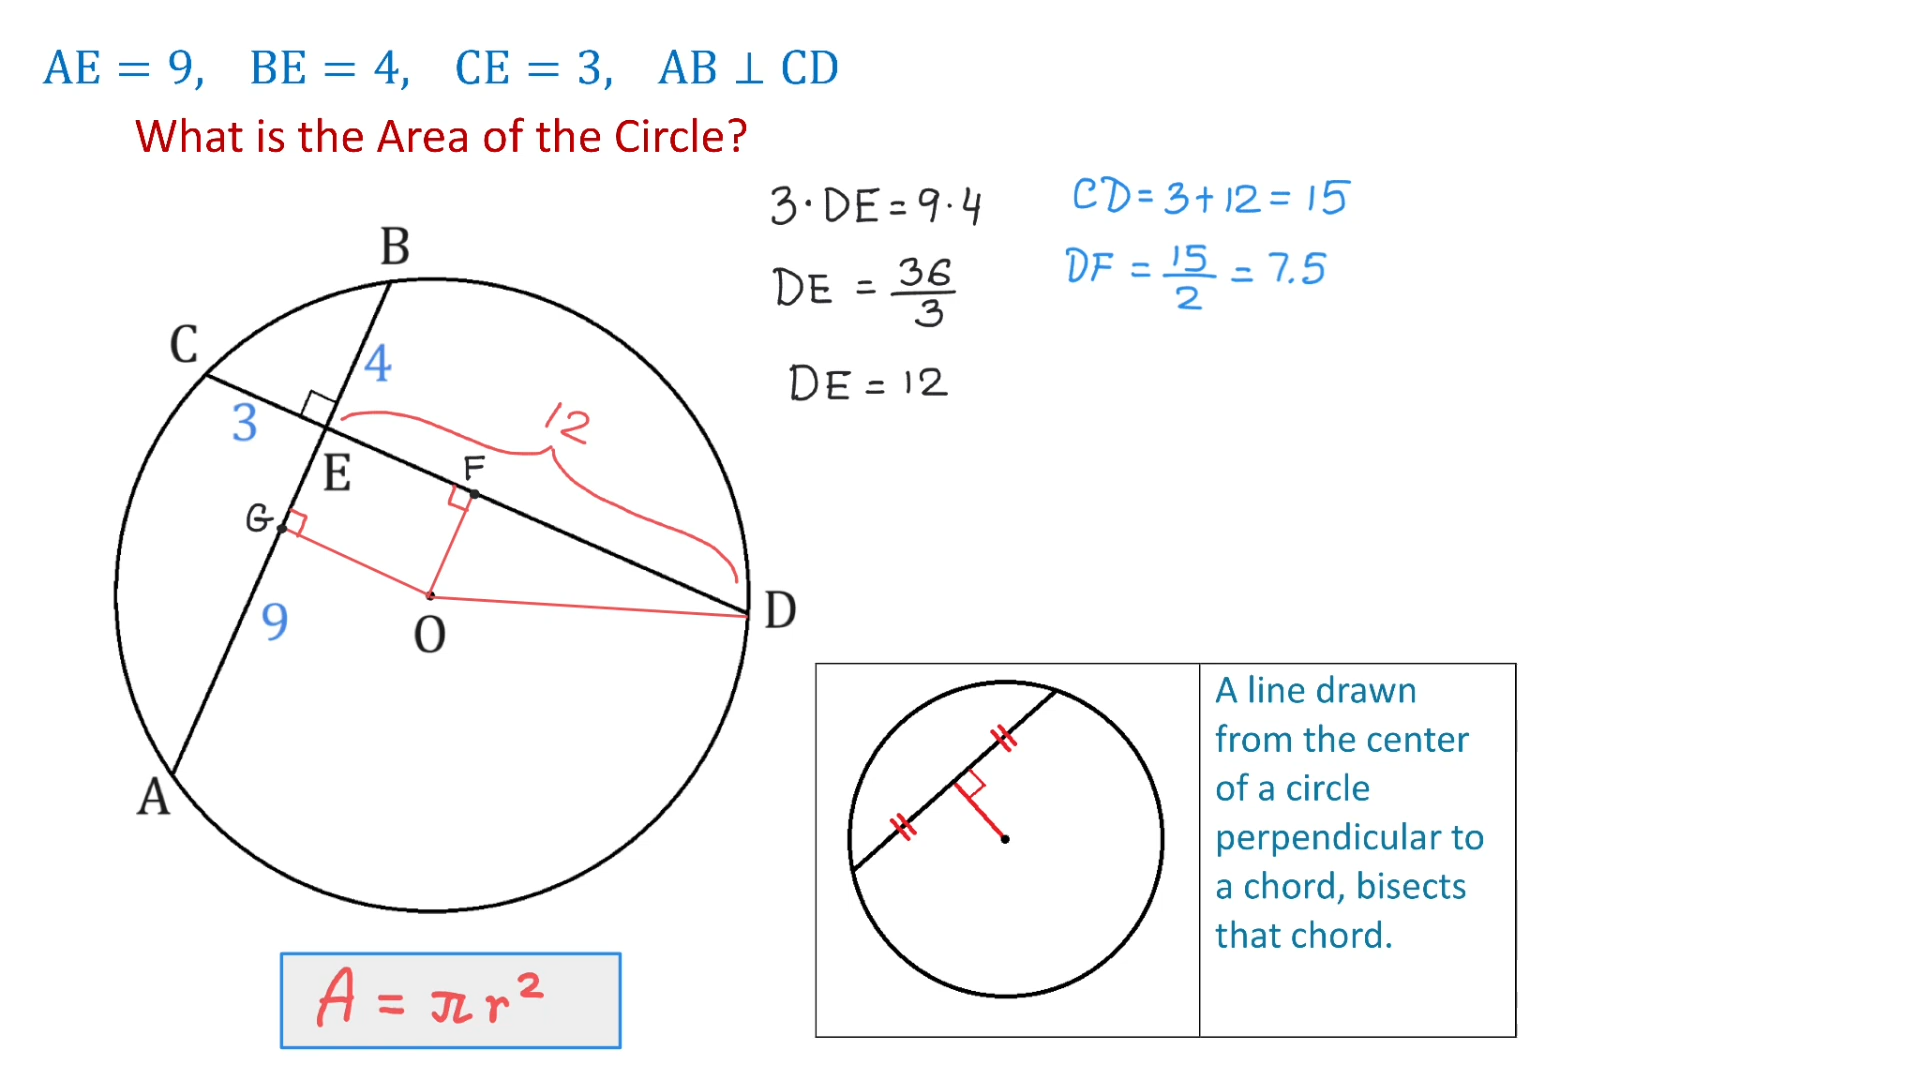 AE = 9, BE = 4, CE = 3, AB ⊥ CD
What is the Area of the Circle?
3·DE=9·4
DE = 36/3
DE = 12
CD = 3+12 = 15
DF = 15/2 = 7.5
B
C
4
3
12
E
F
G
9
O
D
A
A = πr²
A line drawn
from the center
of a circle
perpendicular to
a chord, bisects
that chord.